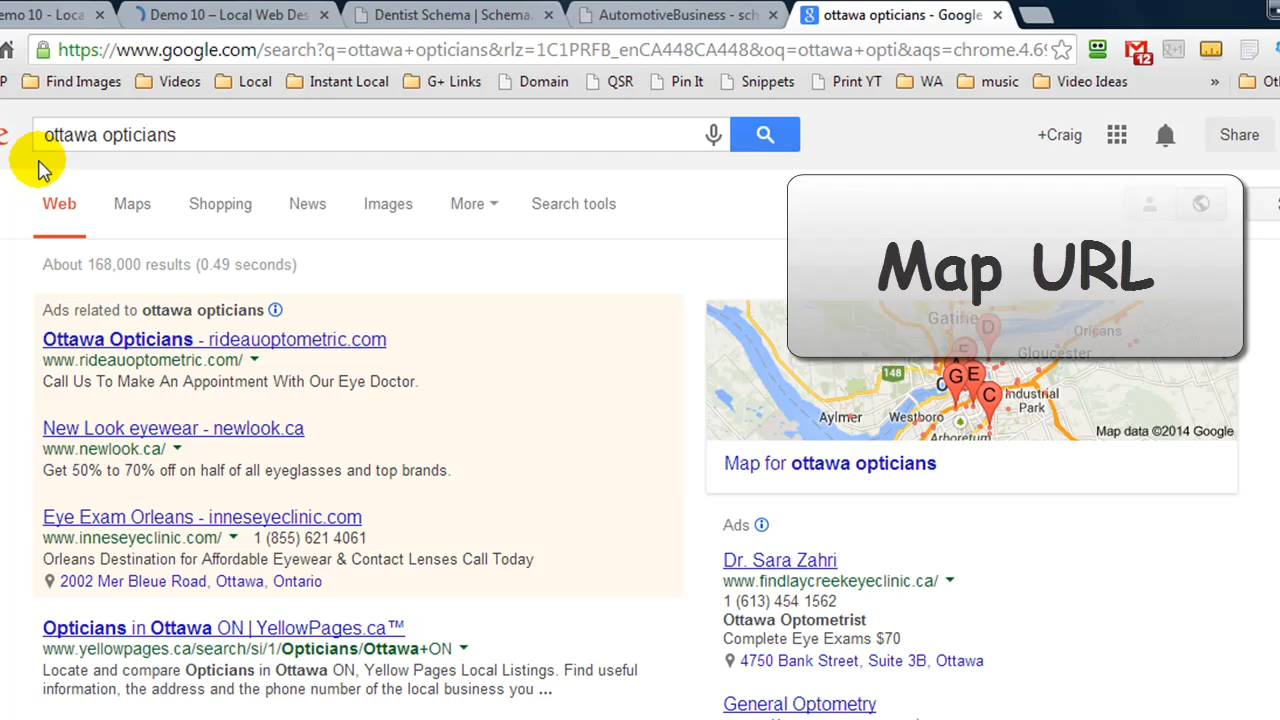 emo 10 - Loca
Demo 10 – Local Web Des
Dentist Schema | Schema.
AutomotiveBusiness - sch
ottawa opticians - Google
https://www.google.com/search?q=ottawa+opticians&rlz=1C1PRFB_enCA448CA448&oq=ottawa+opti&aqs=chrome.4.69
12
P
Find Images
Videos
Local
Instant Local
G+ Links
Domain
QSR
Pin It
Snippets
Print YT
WA
music
Video Ideas
»
Ot
e
ottawa opticians
+Craig
Share
Web
Maps
Shopping
News
Images
More
Search tools
Map URL
About 168,000 results (0.49 seconds)
Ads related to ottawa opticians
Ottawa Opticians - rideauoptometric.com
www.rideauoptometric.com/
Call Us To Make An Appointment With Our Eye Doctor.
New Look eyewear - newlook.ca
www.newlook.ca/
Get 50% to 70% off on half of all eyeglasses and top brands.
Eye Exam Orleans - inneseyeclinic.com
www.inneseyeclinic.com/ 1 (855) 621 4061
Orleans Destination for Affordable Eyewear & Contact Lenses Call Today
2002 Mer Bleue Road, Ottawa, Ontario
Opticians in Ottawa ON | YellowPages.ca™
www.yellowpages.ca/search/si/1/Opticians/Ottawa+ON
Locate and compare Opticians in Ottawa ON, Yellow Pages Local Listings. Find useful
information, the address and the phone number of the local business you ...
Gatine
D
Orleans
Gloucester
148
G
E
C
Industrial
Park
Aylmer
Westboro
Arboretum
Map data ©2014 Google
Map for ottawa opticians
Ads
Dr. Sara Zahri
www.findlaycreekeyeclinic.ca/
1 (613) 454 1562
Ottawa Optometrist
Complete Eye Exams $70
4750 Bank Street, Suite 3B, Ottawa
General Optometry